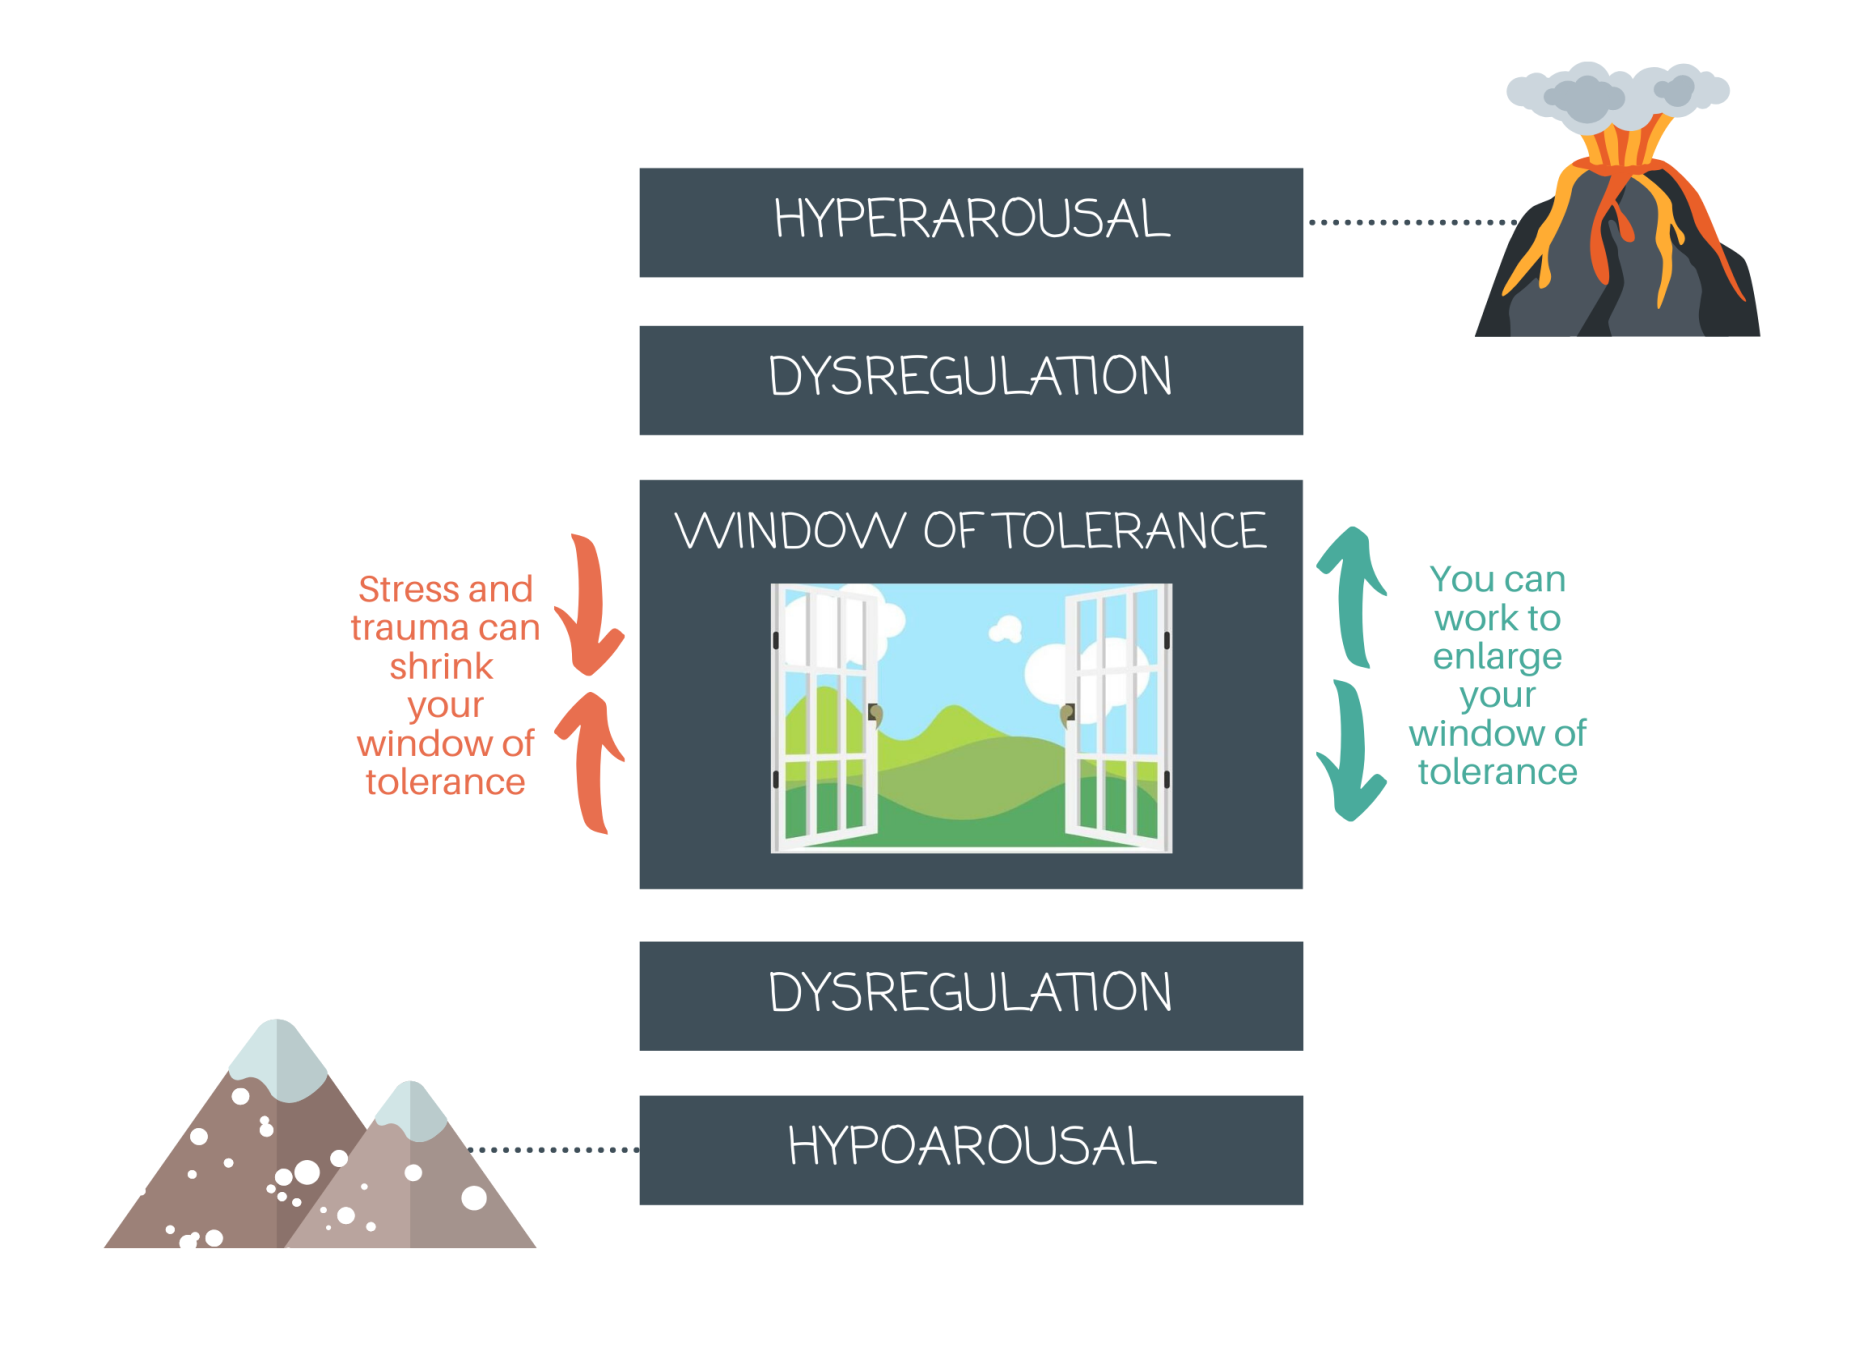 HYPERAROUSAL
DYSREGULATION
WINDOW OF TOLERANCE
Stress and
trauma can
shrink
your
window of
tolerance
You can
work to
enlarge
your
window of
tolerance
DYSREGULATION
HYPOAROUSAL